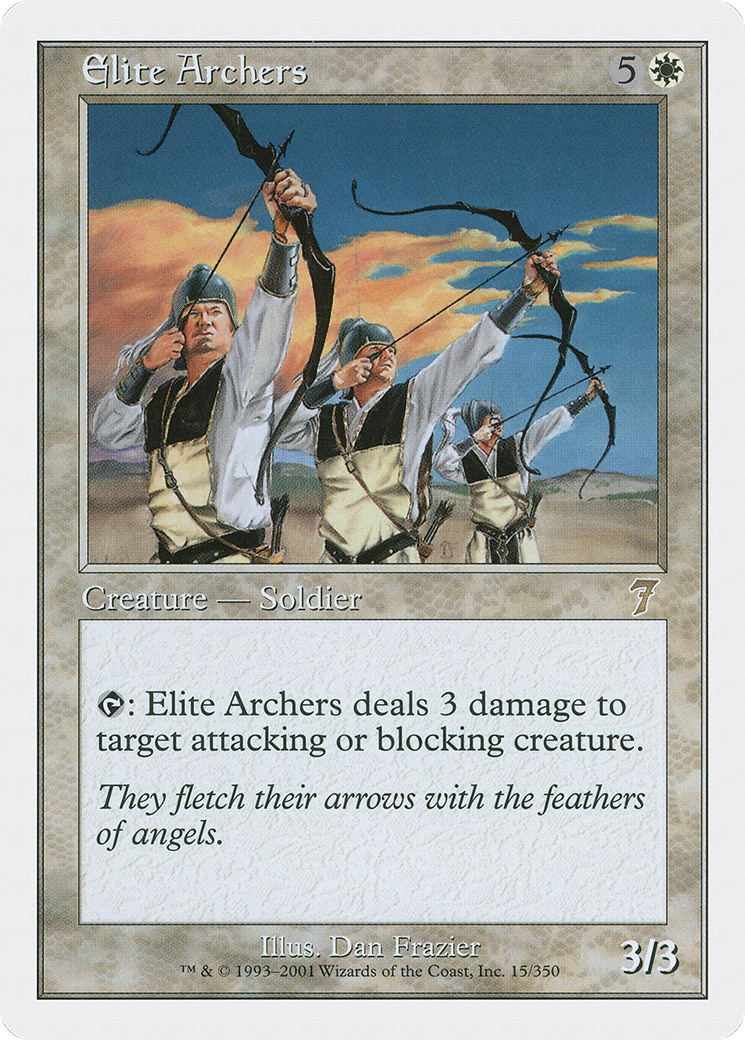 Elite Archers 5
Creature — Soldier 7
: Elite Archers deals 3 damage to
target attacking or blocking creature.
They fletch their arrows with the feathers
of angels.
Illus. Dan Frazier
™ & © 1993–2001 Wizards of the Coast, Inc. 15/350
3/3